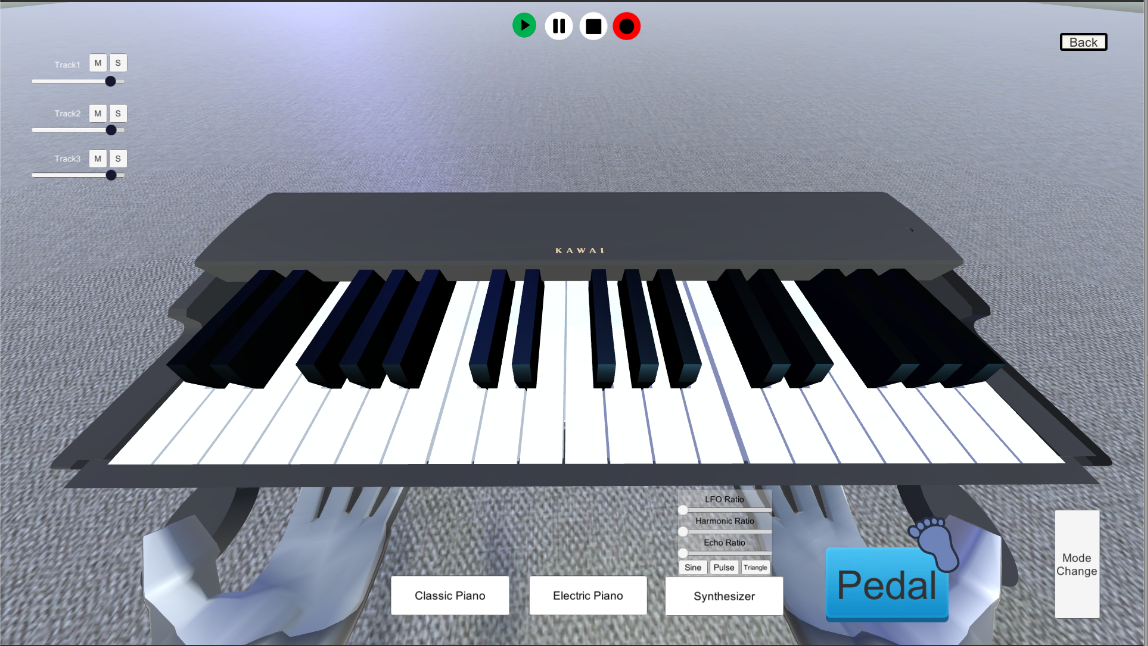 Back
Track1 M S
Track2 M S
Track3 M S
KAWAI
LFO Ratio
Harmonic Ratio
Echo Ratio
Sine Pulse Triangle
Classic Piano
Electric Piano
Synthesizer
Pedal
Mode
Change